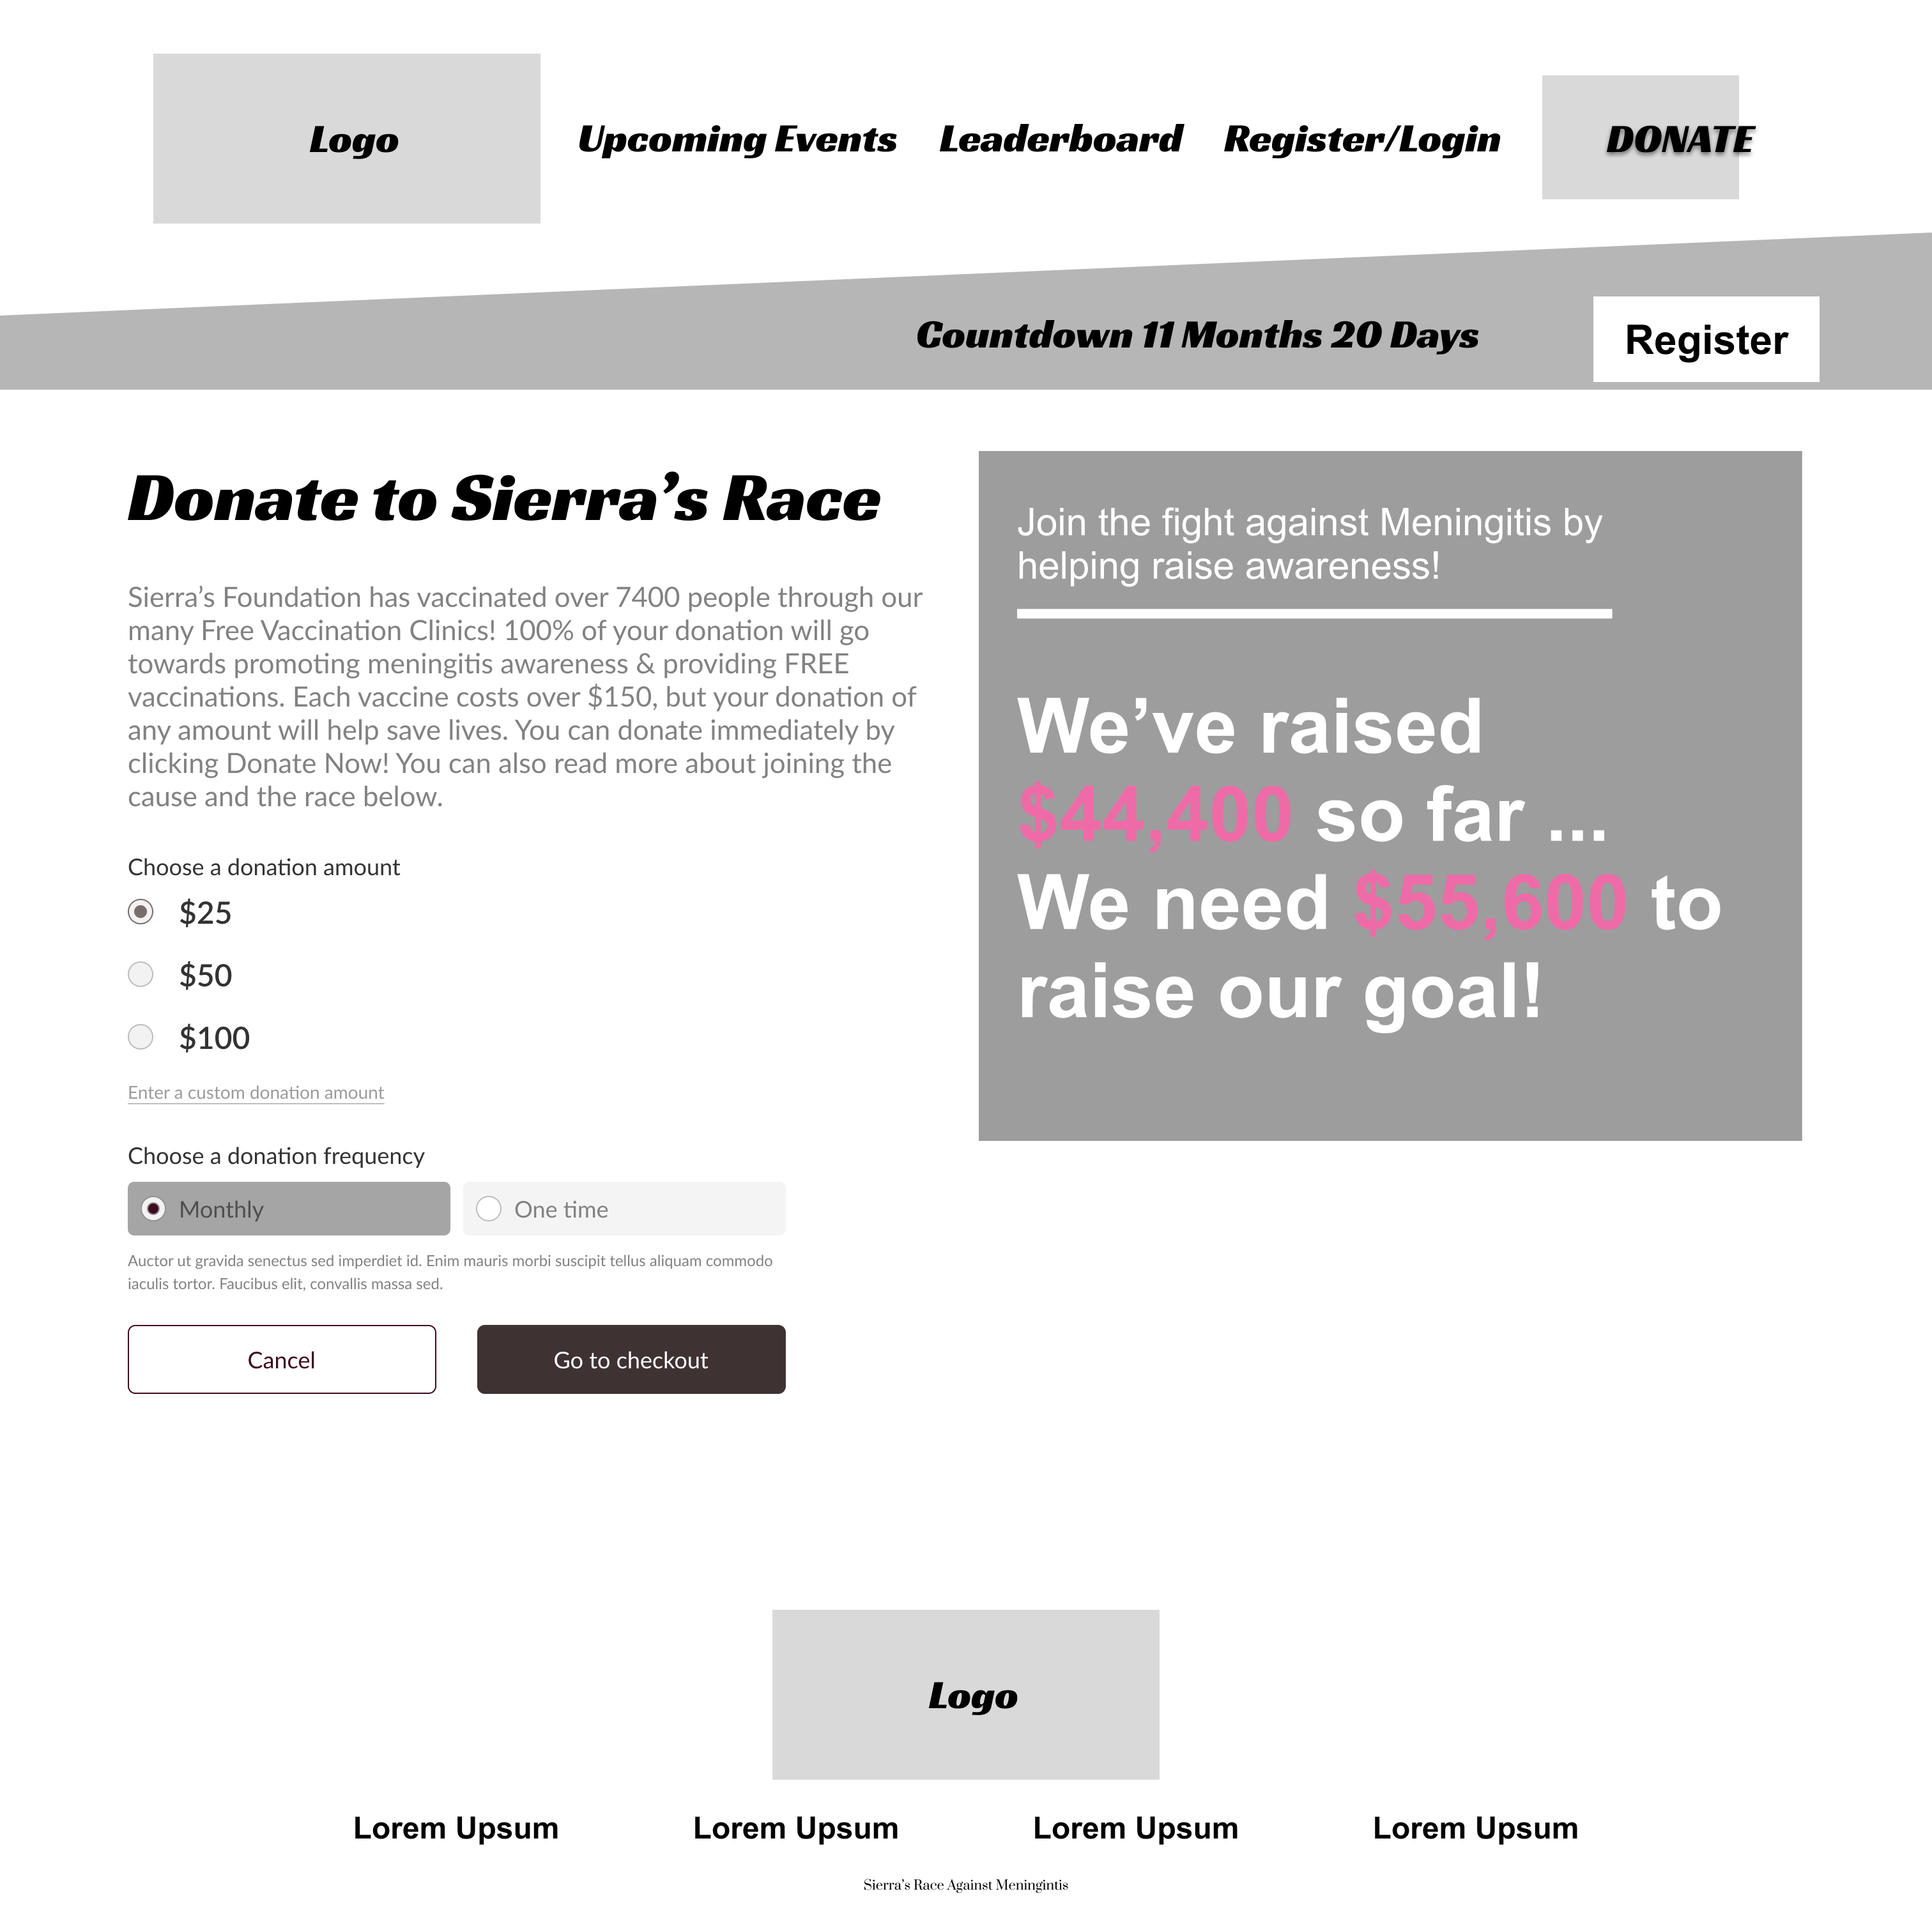 Logo
Upcoming Events
Leaderboard
Register/Login
DONATE
Countdown 11 Months 20 Days
Register
Donate to Sierra’s Race
Sierra’s Foundation has vaccinated over 7400 people through our
many Free Vaccination Clinics! 100% of your donation will go
towards promoting meningitis awareness & providing FREE
vaccinations. Each vaccine costs over $150, but your donation of
any amount will help save lives. You can donate immediately by
clicking Donate Now! You can also read more about joining the
cause and the race below.
Choose a donation amount
$25
$50
$100
Enter a custom donation amount
Choose a donation frequency
Monthly
One time
Auctor ut gravida senectus sed imperdiet id. Enim mauris morbi suscipit tellus aliquam commodo
iaculis tortor. Faucibus elit, convallis massa sed.
Cancel
Go to checkout
Join the fight against Meningitis by
helping raise awareness!
We’ve raised
$44,400 so far ...
We need $55,600 to
raise our goal!
Logo
Lorem Upsum
Lorem Upsum
Lorem Upsum
Lorem Upsum
Sierra’s Race Against Meningintis